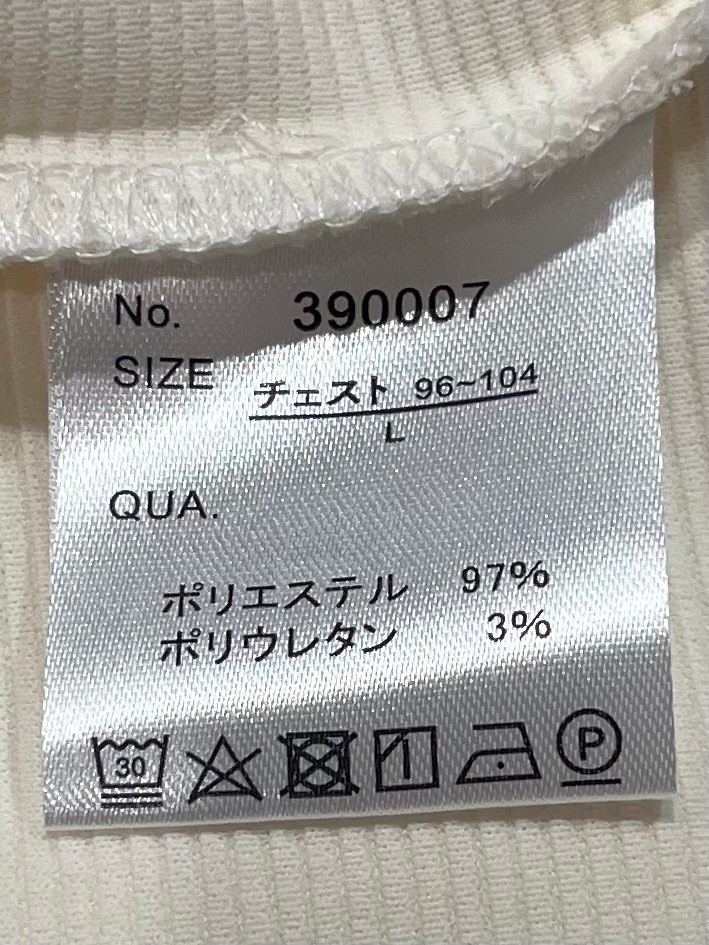 No. 390007
SIZE チェスト 96~104
L
QUA.
ポリエステル 97%
ポリウレタン 3%
30 P